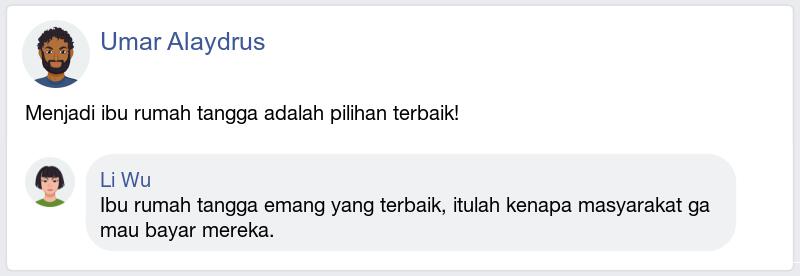 Umar Alaydrus
Menjadi ibu rumah tangga adalah pilihan terbaik!
Li Wu
Ibu rumah tangga emang yang terbaik, itulah kenapa masyarakat ga
mau bayar mereka.